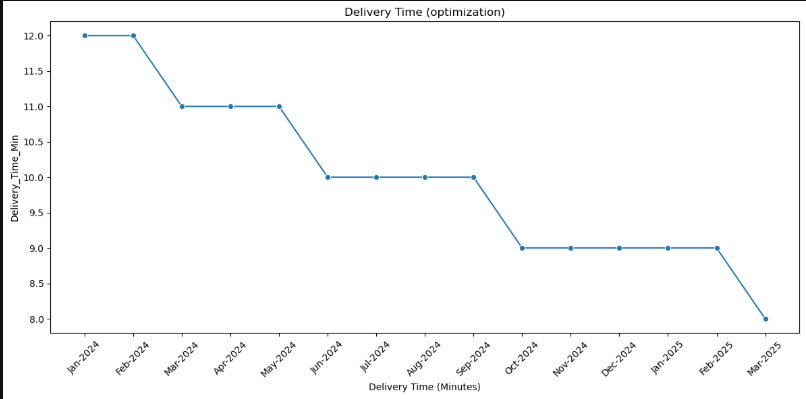 Delivery Time (optimization)
12.0
11.5
11.0
10.5
10.0
9.5
9.0
8.5
8.0
Delivery_Time_Min
Jan-2024
Feb-2024
Mar-2024
Apr-2024
May-2024
Jun-2024
Jul-2024
Aug-2024
Sep-2024
Oct-2024
Nov-2024
Dec-2024
Jan-2025
Feb-2025
Mar-2025
Delivery Time (Minutes)